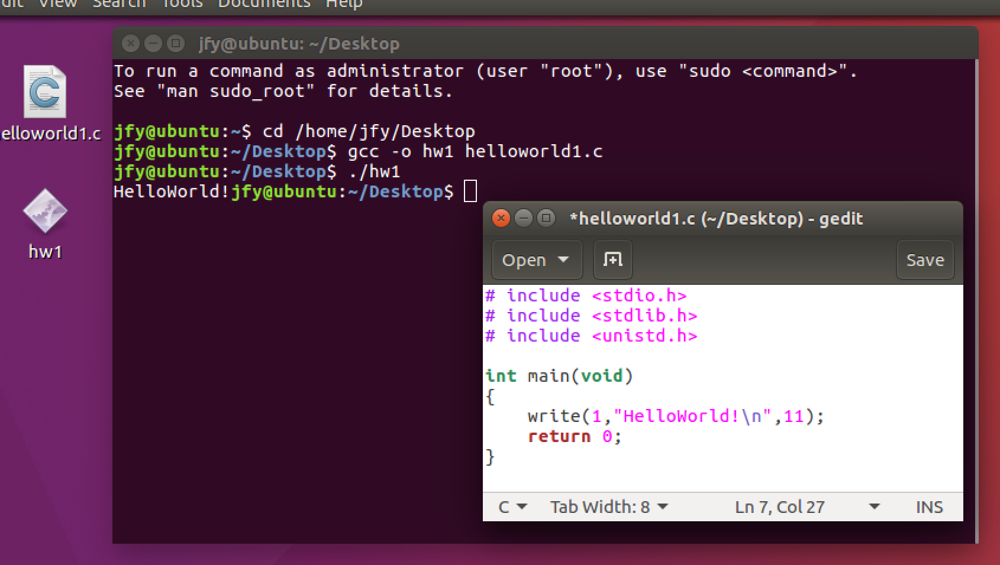 View Search Tools Documents Help
jfy@ubuntu: ~/Desktop
To run a command as administrator (user "root"), use "sudo <command>".
See "man sudo_root" for details.
jfy@ubuntu:~$ cd /home/jfy/Desktop
jfy@ubuntu:~/Desktop$ gcc -o hw1 helloworld1.c
jfy@ubuntu:~/Desktop$ ./hw1
HelloWorld!jfy@ubuntu:~/Desktop$
elloworld1.c
hw1
*helloworld1.c (~/Desktop) - gedit
Open
Save
# include <stdio.h>
# include <stdlib.h>
# include <unistd.h>
int main(void)
{
    write(1,"HelloWorld!\n",11);
    return 0;
}
C Tab Width: 8 Ln 7, Col 27 INS